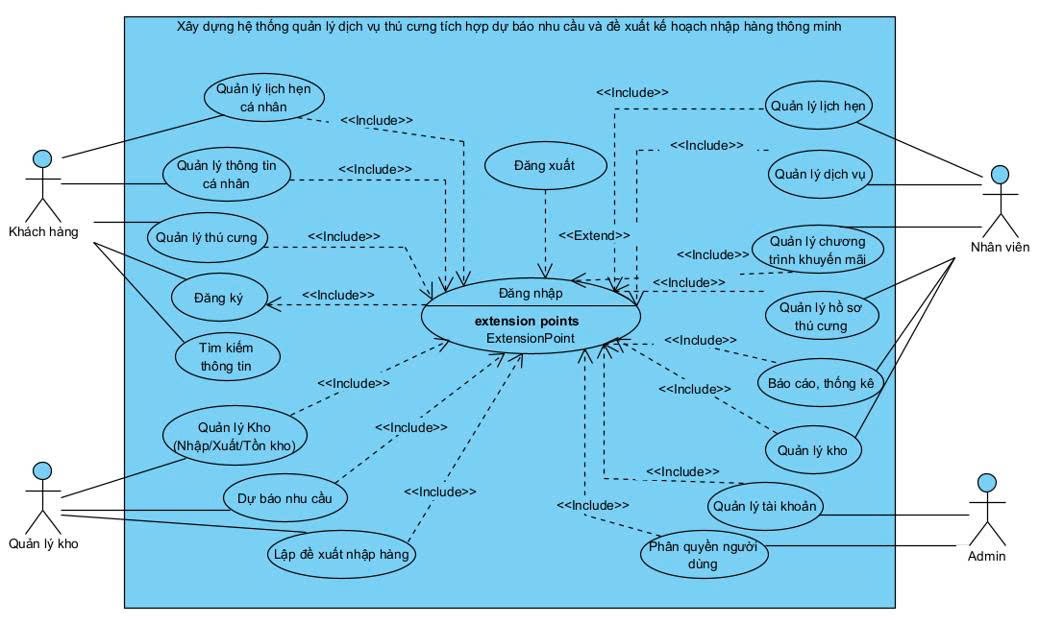 Xây dựng hệ thống quản lý dịch vụ thú cưng tích hợp dự báo nhu cầu và đề xuất kế hoạch nhập hàng thông minh
Quản lý lịch hẹn
cá nhân
<<Include>>
<<Include>>
Quản lý lịch hẹn
Quản lý thông tin
cá nhân
<<Include>>
Đăng xuất
<<Include>>
Quản lý dịch vụ
Khách hàng
Nhân viên
Quản lý thú cưng
<<Include>>
<<Extend>>
<<Include>>
Quản lý chương
trình khuyến mãi
Đăng ký
<<Include>>
Đăng nhập
extension points
ExtensionPoint
<<Include>>
Quản lý hồ sơ
thú cưng
Tìm kiếm
thông tin
<<Include>>
<<Include>>
<<Include>>
Báo cáo, thống kê
Quản lý Kho
(Nhập/Xuất/Tồn kho)
<<Include>>
Quản lý kho
Dự báo nhu cầu
<<Include>>
<<Include>>
<<Include>>
Quản lý tài khoản
Quản lý kho
Lập đề xuất nhập hàng
Phân quyền người
dùng
Admin